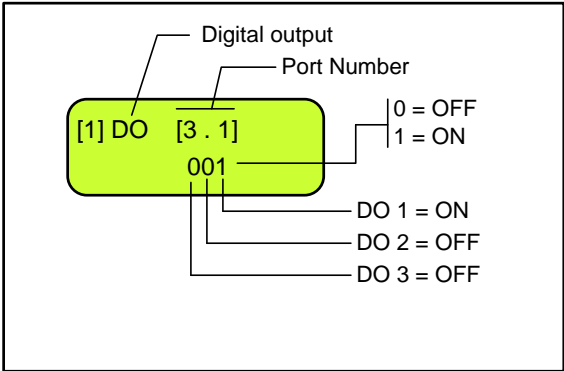 Digital output
Port Number
[1] DO [3 . 1]
001
0 = OFF
1 = ON
DO 1 = ON
DO 2 = OFF
DO 3 = OFF